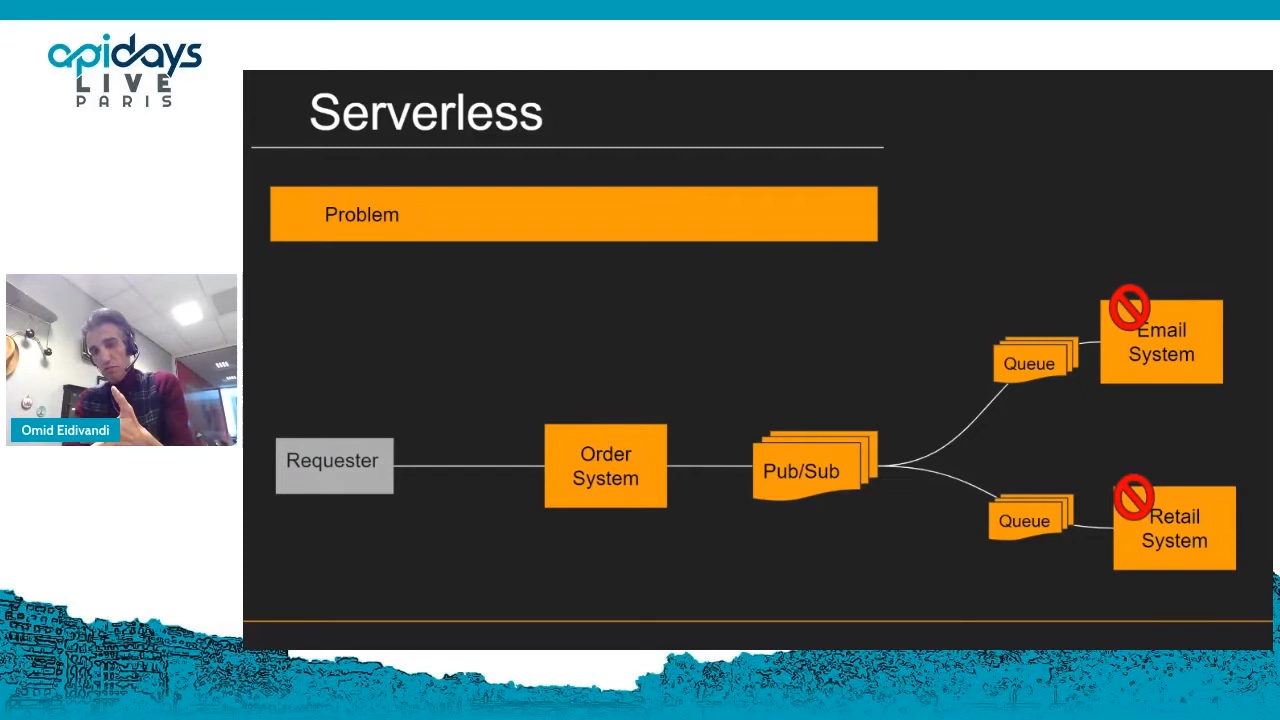 apidays
LIVE
PARIS
Serverless
Problem
Omid Eidivandi
Requester
Order
System
Pub/Sub
Queue
Email
System
Queue
Retail
System